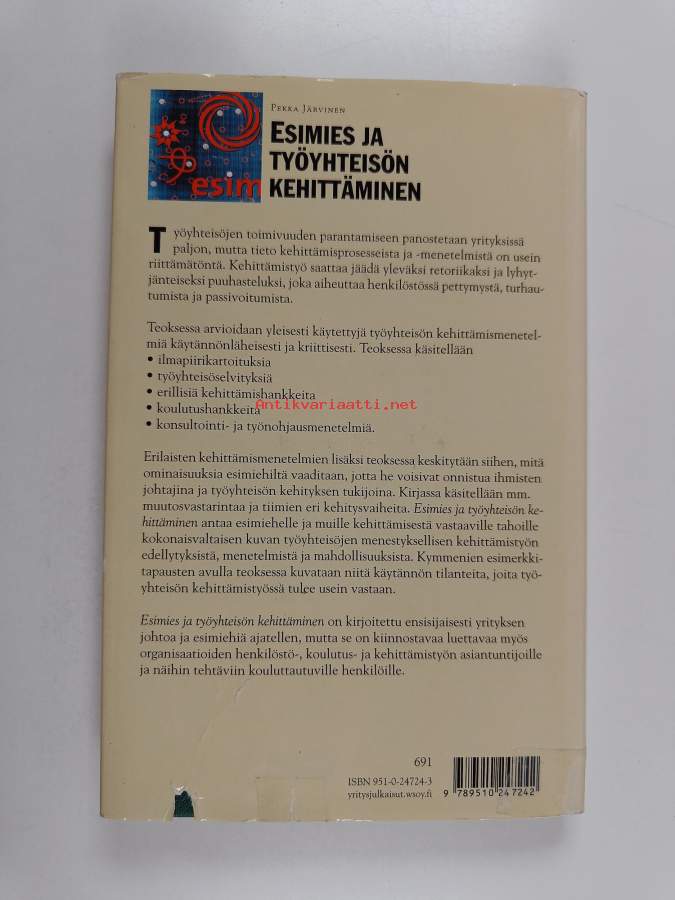 PEKKA JÄRVINEN
ESIMIES JA
TYÖYHTEISÖN
KEHITTÄMINEN
esim
Työyhteisöjen toimivuuden parantamiseen panostetaan yrityksissä
paljon, mutta tieto kehittämisprosesseista ja -menetelmistä on usein
riittämätöntä. Kehittämistyö saattaa jäädä yleväksi retoriikaksi ja lyhyt-
jänteiseksi puuhasteluksi, joka aiheuttaa henkilöstössä pettymystä, turhau-
tumista ja passivoitumista.
Teoksessa arvioidaan yleisesti käytettyjä työyhteisön kehittämismenetel-
miä käytännönläheisesti ja kriittisesti. Teoksessa käsitellään
• ilmapiirikartoituksia
• työyhteisöselvityksiä
• erillisiä kehittämishankkeita
• koulutushankkeita
Antikvariaatti.net
• konsultointi- ja työnohjausmenetelmiä.
Erilaisten kehittämismenetelmien lisäksi teoksessa keskitytään siihen, mitä
ominaisuuksia esimiehiltä vaaditaan, jotta he voisivat onnistua ihmisten
johtajina ja työyhteisön kehityksen tukijoina. Kirjassa käsitellään mm.
muutosvastarintaa ja tiimien eri kehitysvaiheita. Esimies ja työyhteisön ke-
hittäminen antaa esimiehelle ja muille kehittämisestä vastaaville tahoille
kokonaisvaltaisen kuvan työyhteisöjen menestyksellisen kehittämistyön
edellytyksistä, menetelmistä ja mahdollisuuksista. Kymmenien esimerkki-
tapausten avulla teoksessa kuvataan niitä käytännön tilanteita, joita työ-
yhteisön kehittämistyössä tulee usein vastaan.
Esimies ja työyhteisön kehittäminen on kirjoitettu ensisijaisesti yrityksen
johtoa ja esimiehiä ajatellen, mutta se on kiinnostavaa luettavaa myös
organisaatioiden henkilöstö-, koulutus- ja kehittämistyön asiantuntijoille
ja näihin tehtäviin kouluttautuville henkilöille.
691
ISBN 951-0-24724-3
yritysjulkaisut.wsoy.fi
9 789510 247242